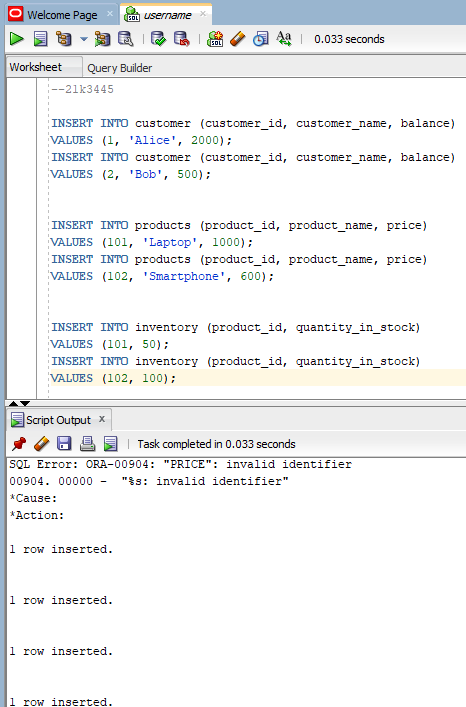 Welcome Page
username
0.033 seconds
Worksheet
Query Builder
--21k3445
INSERT INTO customer (customer_id, customer_name, balance)
VALUES (1, 'Alice', 2000);
INSERT INTO customer (customer_id, customer_name, balance)
VALUES (2, 'Bob', 500);
INSERT INTO products (product_id, product_name, price)
VALUES (101, 'Laptop', 1000);
INSERT INTO products (product_id, product_name, price)
VALUES (102, 'Smartphone', 600);
INSERT INTO inventory (product_id, quantity_in_stock)
VALUES (101, 50);
INSERT INTO inventory (product_id, quantity_in_stock)
VALUES (102, 100);
Script Output
Task completed in 0.033 seconds
SQL Error: ORA-00904: "PRICE": invalid identifier
00904. 00000 -  "%s: invalid identifier"
*Cause:
*Action:
1 row inserted.
1 row inserted.
1 row inserted.
1 row inserted.